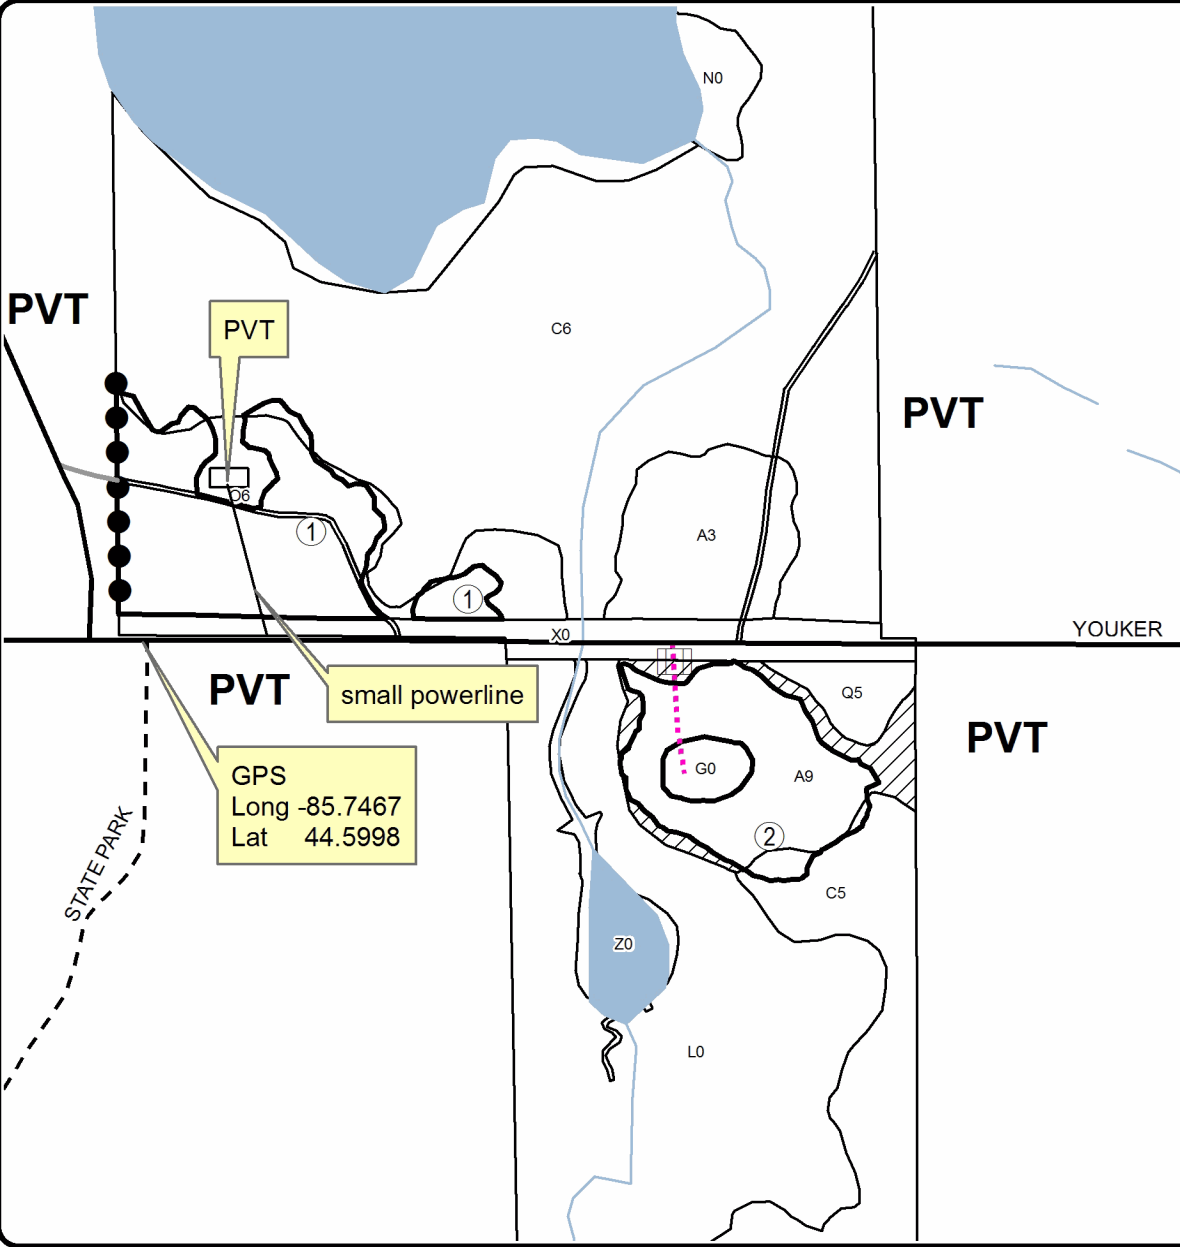 N0
PVT
PVT
C6
PVT
O6
1
A3
1
X0
YOUKER
PVT
small powerline
Q5
PVT
GPS
Long -85.7467
Lat 44.5998
G0
A9
2
STATE PARK
C5
Z0
L0